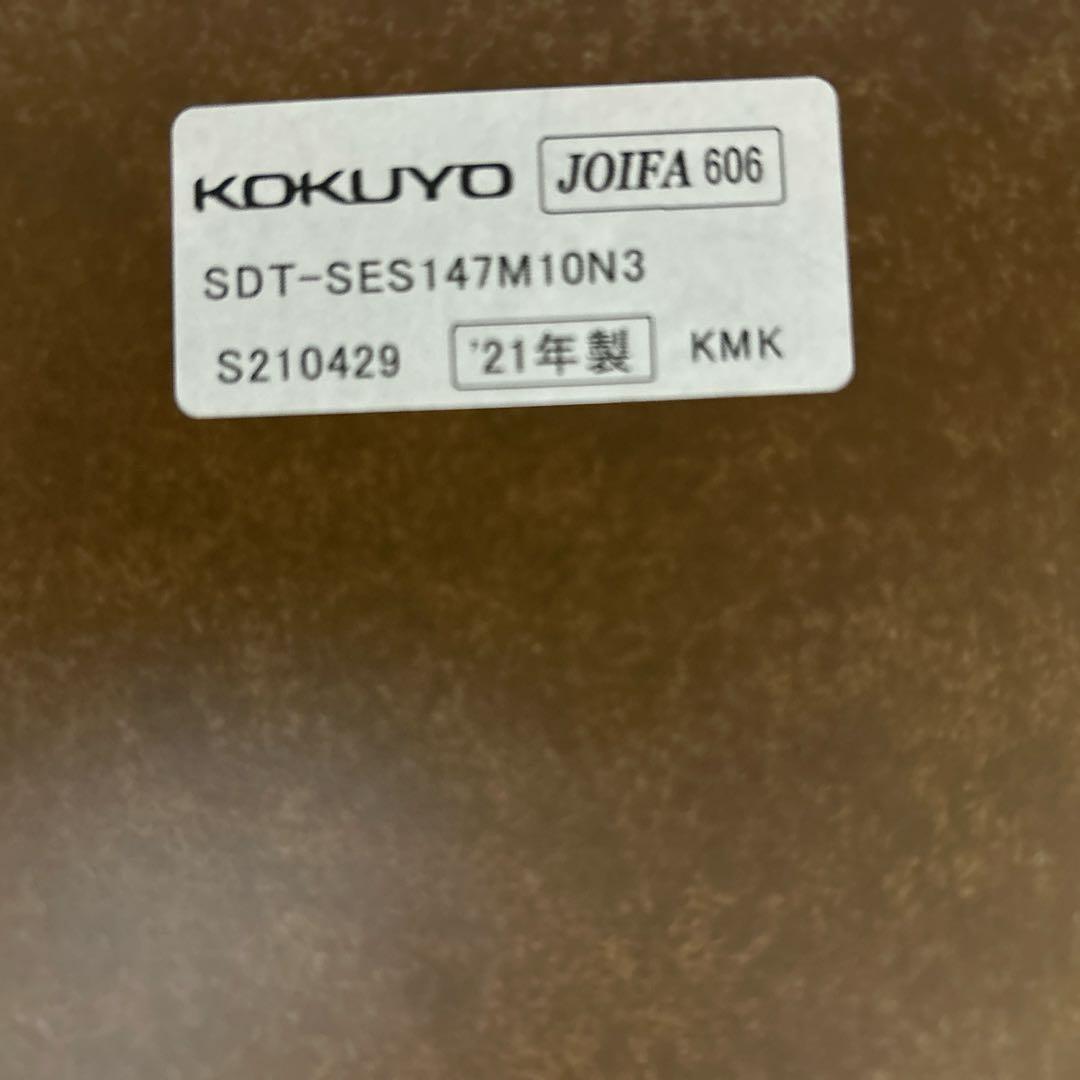 KOKUYO JOIFA 606
SDT-SES147M10N3
S210429 '21年製 KMK